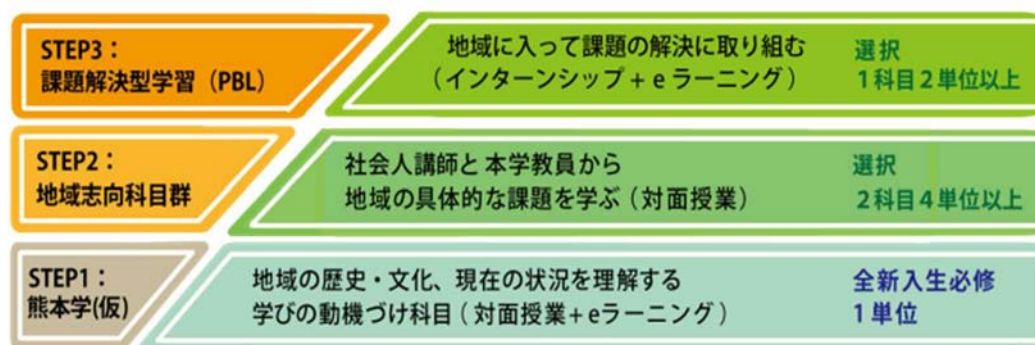 STEP3:
課題解決型学習（PBL）
地域に入って課題の解決に取り組む
（インターンシップ + e ラーニング）
選択
1科目2単位以上
STEP2:
地域志向科目群
社会人講師と本学教員から
地域の具体的な課題を学ぶ（対面授業）
選択
2科目4単位以上
STEP1:
熊本学(仮)
地域の歴史・文化、現在の状況を理解する
学びの動機づけ科目（対面授業+eラーニング）
全新入生必修
1単位